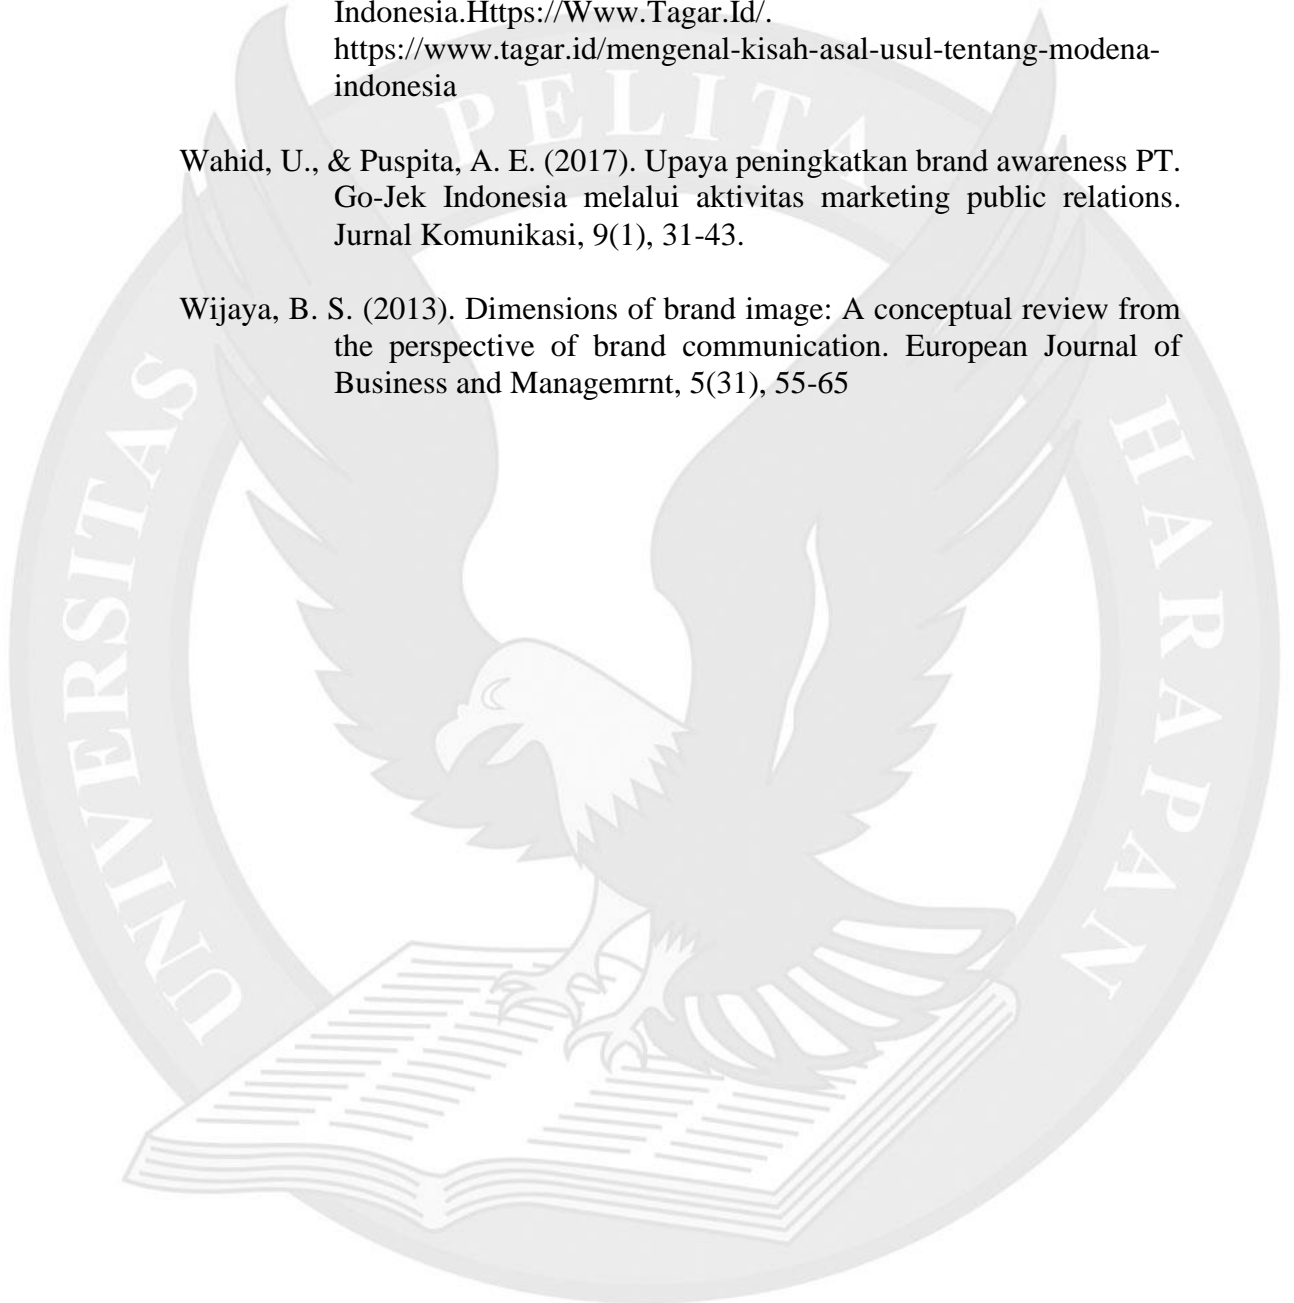 Indonesia.Https://Www.Tagar.Id/.
https://www.tagar.id/mengenal-kisah-asal-usul-tentang-modena-
indonesia
Wahid, U., & Puspita, A. E. (2017). Upaya peningkatkan brand awareness PT.
Go-Jek Indonesia melalui aktivitas marketing public relations.
Jurnal Komunikasi, 9(1), 31-43.
Wijaya, B. S. (2013). Dimensions of brand image: A conceptual review from
the perspective of brand communication. European Journal of
Business and Managemrnt, 5(31), 55-65
UNIVERSITAS
PELITA
HARAPAN